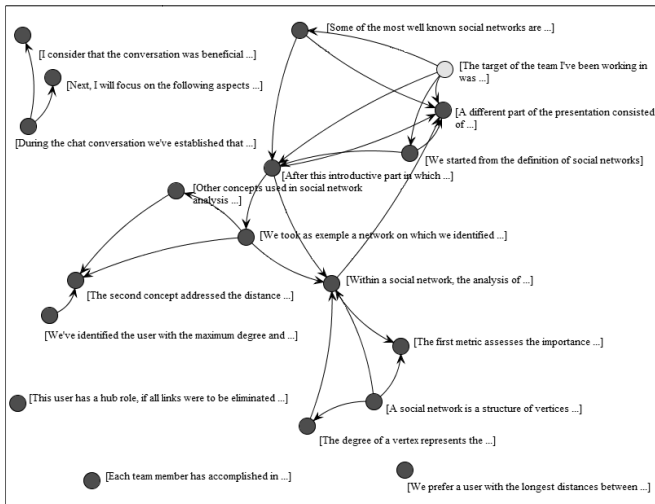 [Some of the most well known social networks are ...]
[I consider that the conversation was beneficial ...]
[The target of the team I've been working in
was ...]
[Next, I will focus on the following aspects ...]
[A different part of the presentation consisted
of ...]
[During the chat conversation we've established that ...]
[We started from the definition of social networks]
[After this introductive part in which ...]
[Other concepts used in social network
analysis ...]
[We took as exemple a network on which we identified ...]
[Within a social network, the analysis of ...]
[The second concept addressed the distance ...]
[We've identified the user with the maximum degree and ...]
[The first metric assesses the importance ...]
[This user has a hub role, if all links were to be eliminated ...]
[A social network is a structure of vertices ...]
[The degree of a vertex represents the ...]
[Each team member has accomplished in ...]
[We prefer a user with the longest distances between ...]